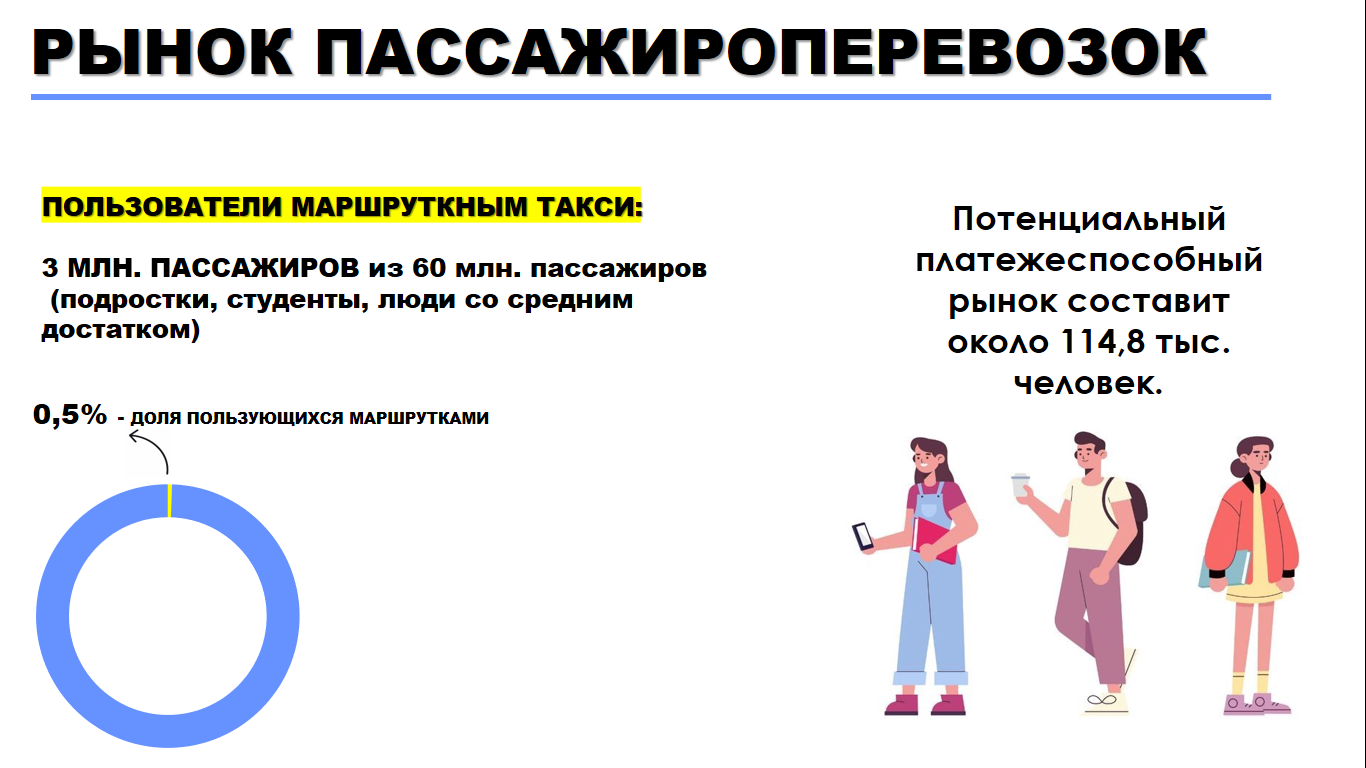 РЫНОК ПАССАЖИРОПЕРЕВОЗОК
ПОЛЬЗОВАТЕЛИ МАРШРУТКНЫМ ТАКСИ:
3 МЛН. ПАССАЖИРОВ из 60 млн. пассажиров
(подростки, студенты, люди со средним
достатком)
0,5% - ДОЛЯ ПОЛЬЗУЮЩИХСЯ МАРШРУТКАМИ
Потенциальный
платежеспособный
рынок составит
около 114,8 тыс.
человек.